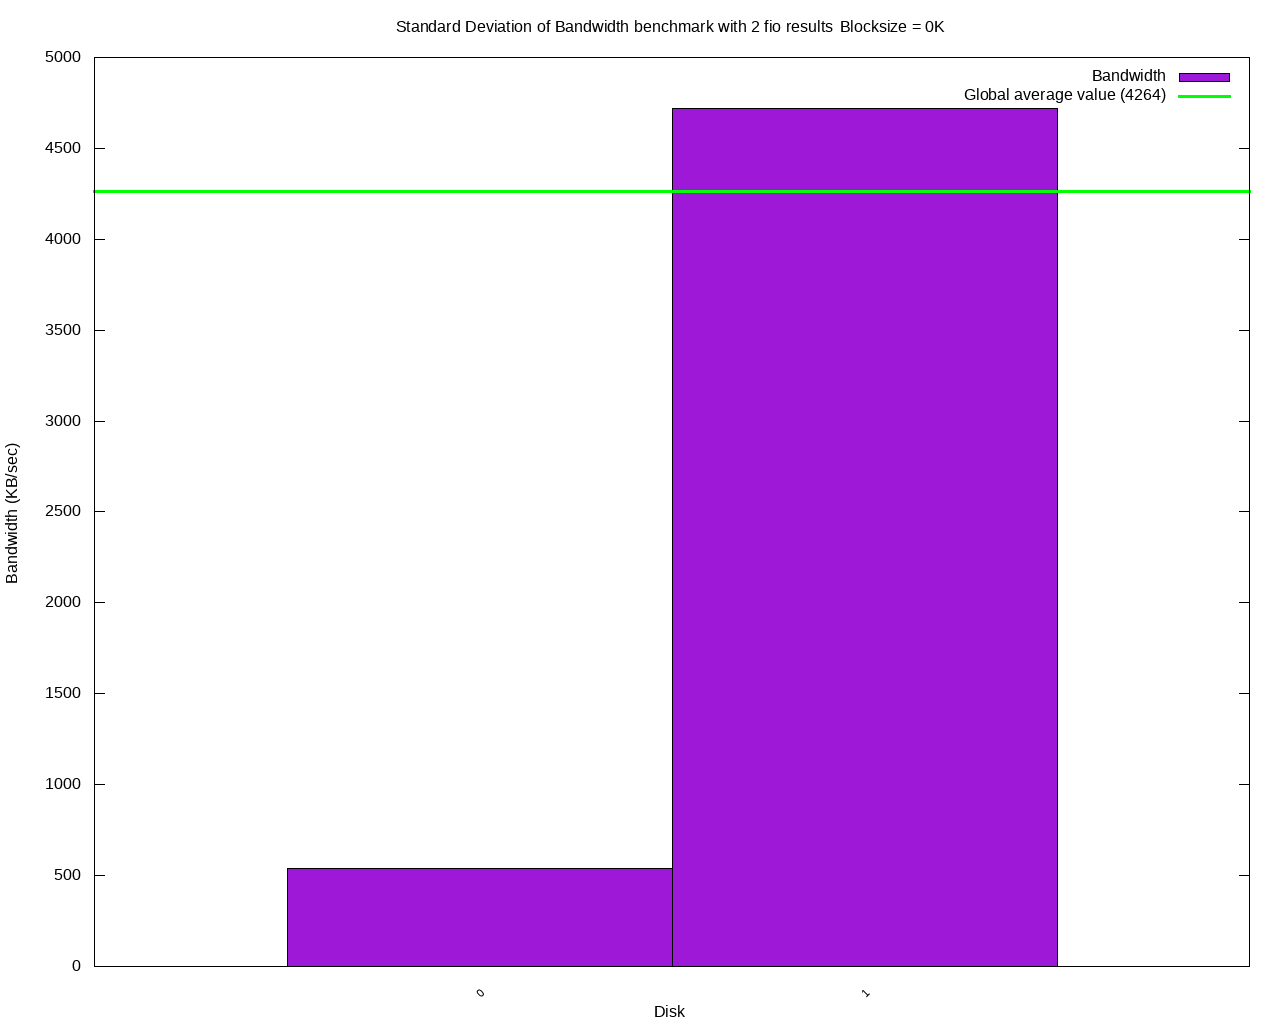 Standard Deviation of Bandwidth benchmark with 2 fio results Blocksize = 0K
Bandwidth
Global average value (4264)
5000
4500
4000
3500
3000
2500
2000
1500
1000
500
0
Bandwidth (KB/sec)
0
1
Disk